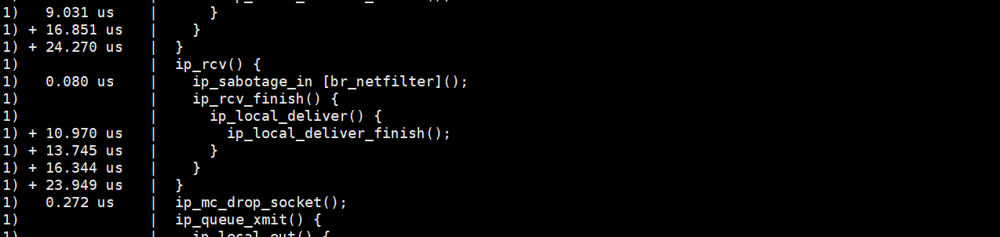 1)   9.031 us    |      }
1) + 16.851 us   |    }
1) + 24.270 us   |  }
1)               |  ip_rcv() {
1)   0.080 us    |    ip_sabotage_in [br_netfilter]();
1)               |    ip_rcv_finish() {
1)               |      ip_local_deliver() {
1) + 10.970 us   |        ip_local_deliver_finish();
1) + 13.745 us   |      }
1) + 16.344 us   |    }
1) + 23.949 us   |  }
1)   0.272 us    |  ip_mc_drop_socket();
1)               |  ip_queue_xmit() {
1)               |    ip_local_out() {